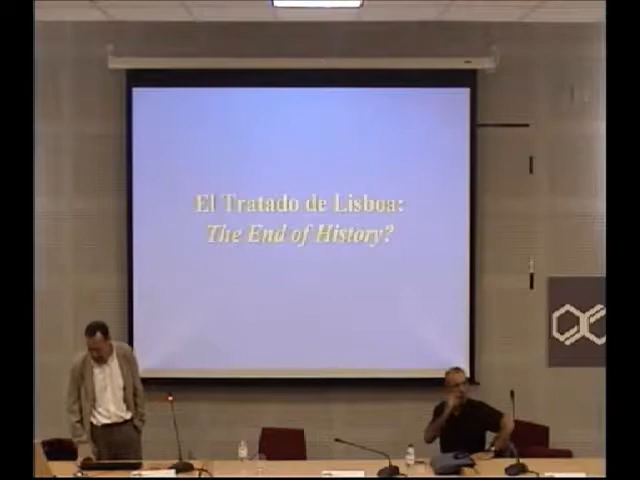 El Tratado de Lisboa:
The End of History?